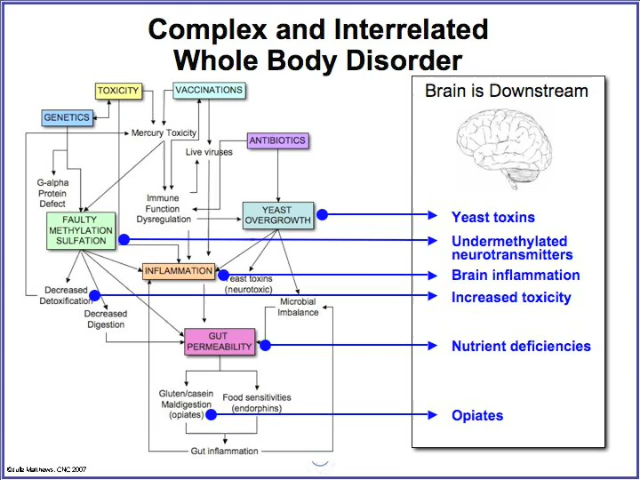 Complex and Interrelated
Whole Body Disorder
TOXICITY
VACCINATIONS
Brain is Downstream
GENETICS
Mercury Toxicity
ANTIBIOTICS
Live viruses
G-alpha
Protein
Defect
Immune
Function
Dysregulation
FAULTY
METHYLATION
SULFATION
YEAST
OVERGROWTH
Yeast toxins
Undermethylated
neurotransmitters
INFLAMMATION
Yeast toxins
(neurotoxic)
Brain inflammation
Decreased
Detoxification
Increased toxicity
Microbial
Imbalance
Decreased
Digestion
GUT
PERMEABILITY
Nutrient deficiencies
Gluten/casein
Maldigestion
(opiates)
Food sensitivities
(endorphins)
Opiates
Gut inflammation
Matthews, CNC 2007